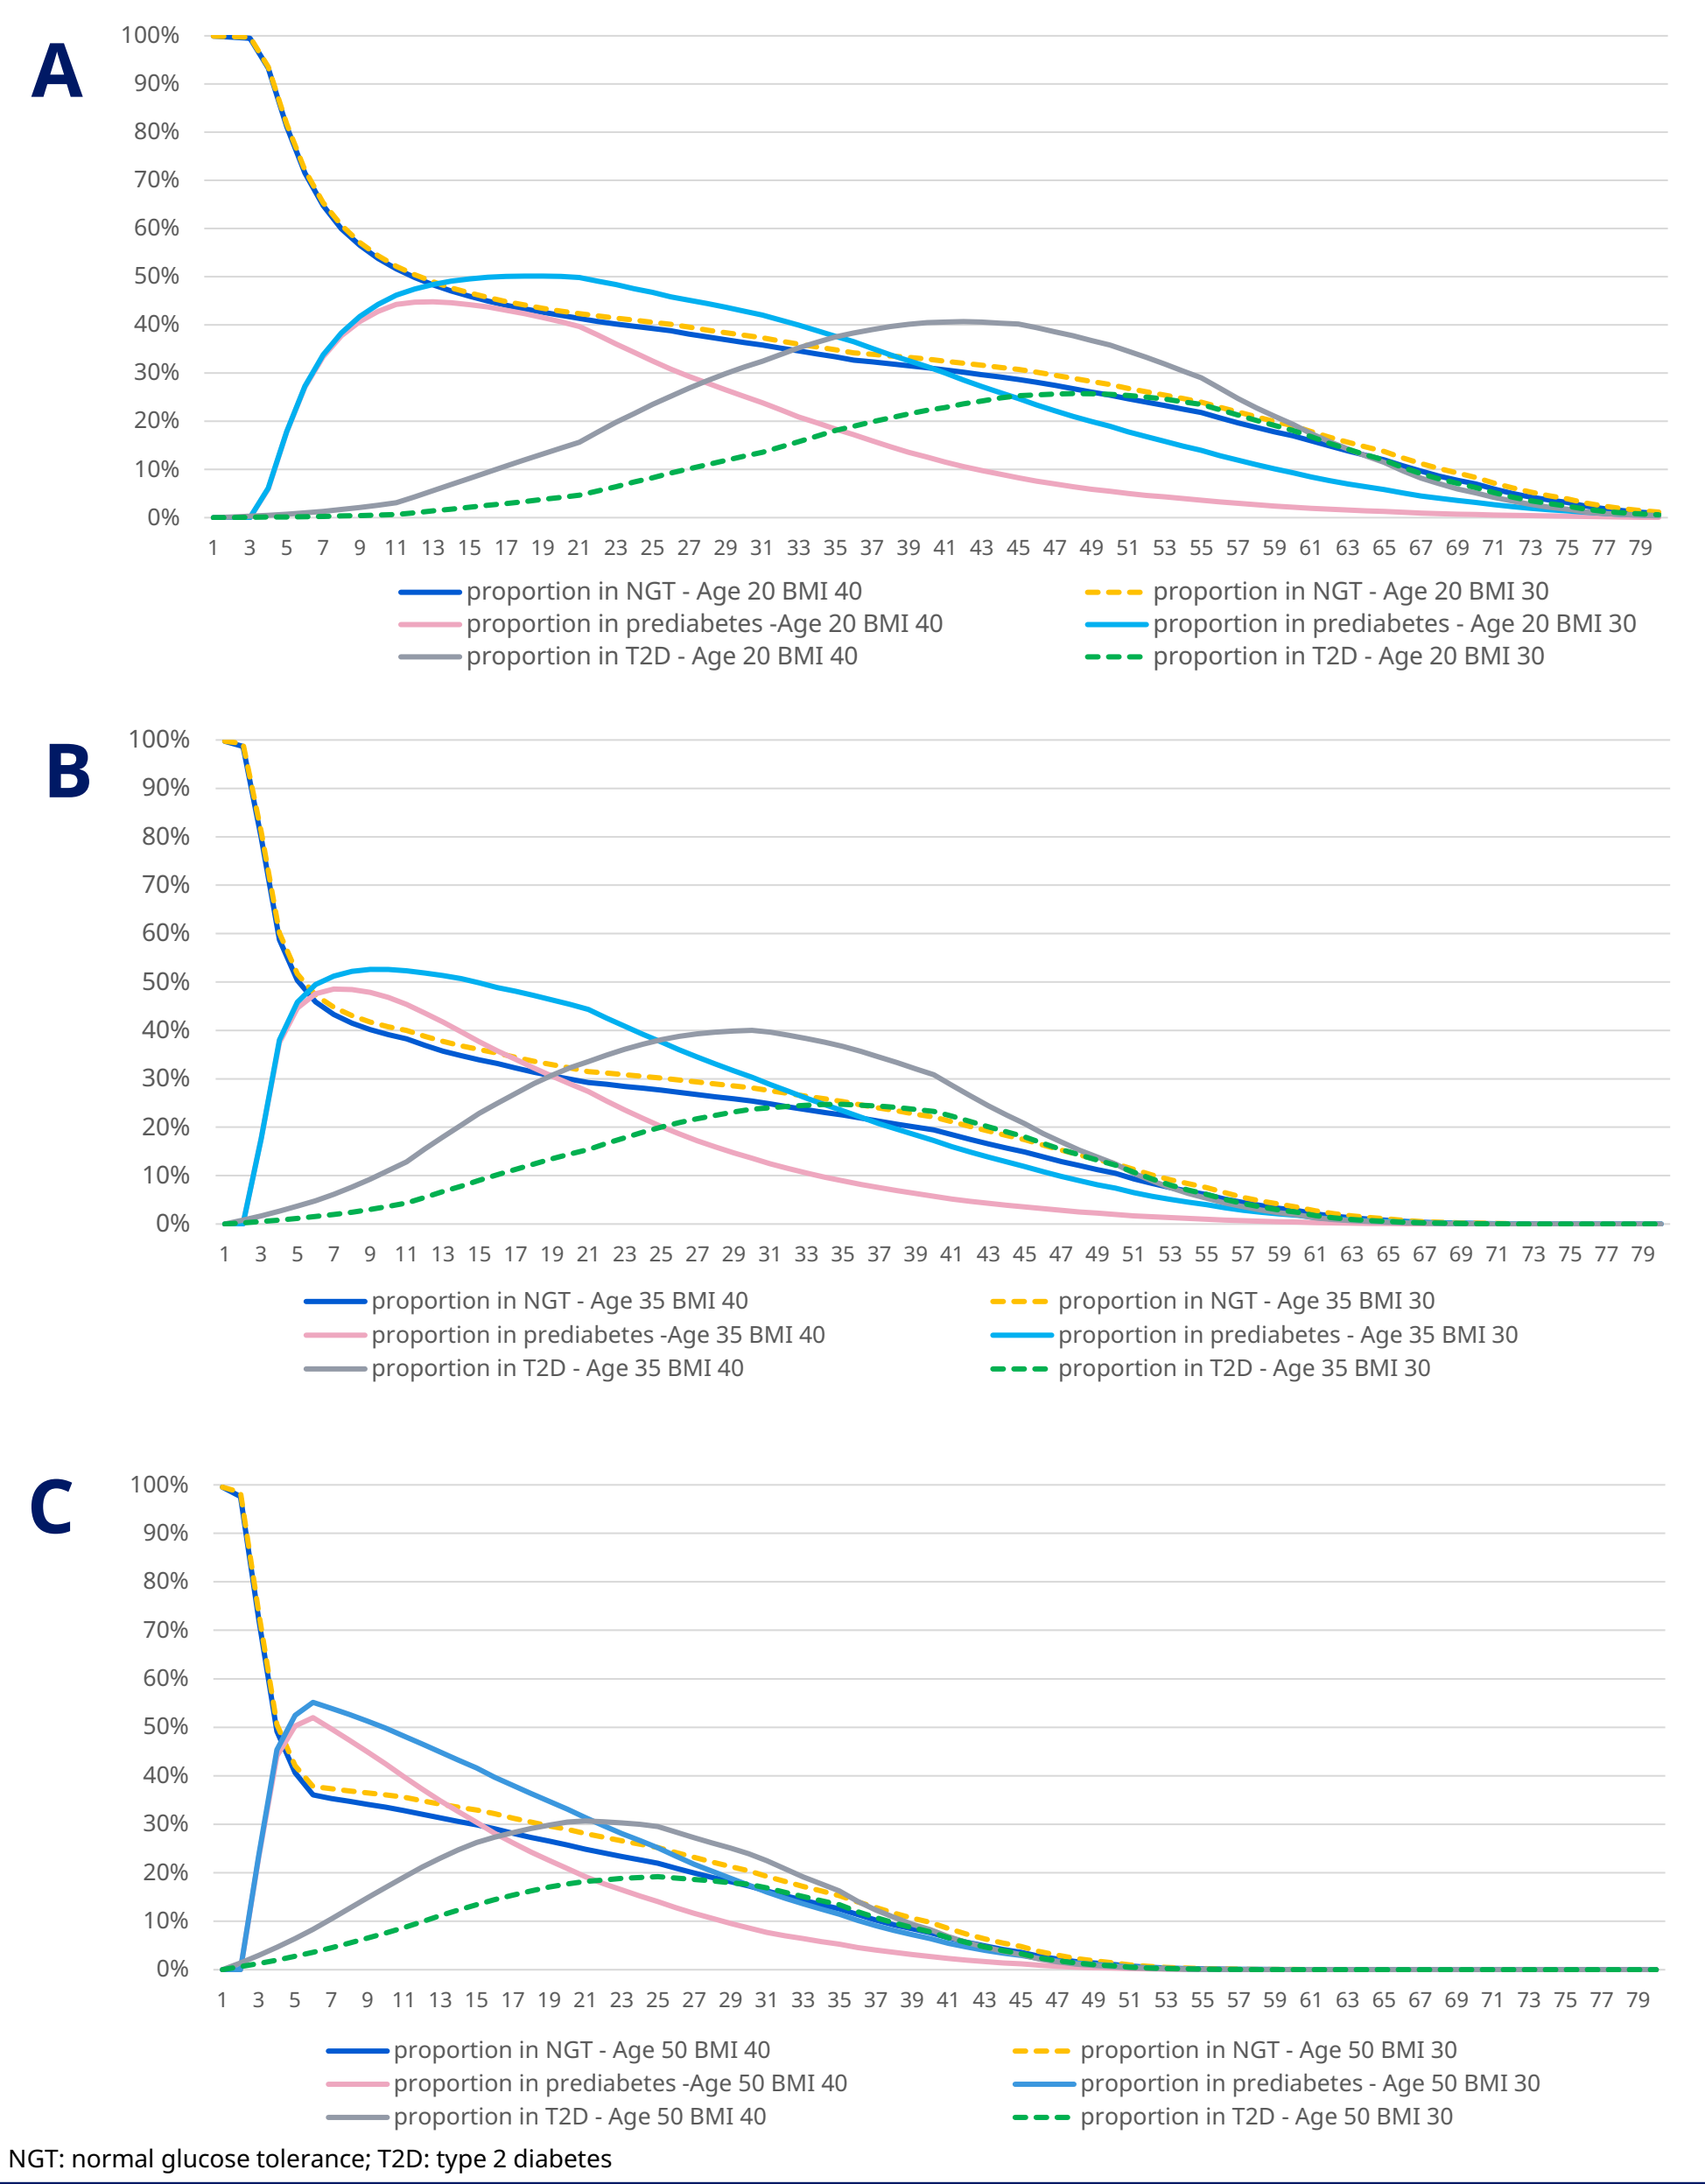 A
100%
90%
80%
70%
60%
50%
40%
30%
20%
10%
0%
1 3 5 7 9 11 13 15 17 19 21 23 25 27 29 31 33 35 37 39 41 43 45 47 49 51 53 55 57 59 61 63 65 67 69 71 73 75 77 79
proportion in NGT - Age 20 BMI 40 proportion in NGT - Age 20 BMI 30
proportion in prediabetes -Age 20 BMI 40 proportion in prediabetes - Age 20 BMI 30
proportion in T2D - Age 20 BMI 40 proportion in T2D - Age 20 BMI 30
B
100%
90%
80%
70%
60%
50%
40%
30%
20%
10%
0%
1 3 5 7 9 11 13 15 17 19 21 23 25 27 29 31 33 35 37 39 41 43 45 47 49 51 53 55 57 59 61 63 65 67 69 71 73 75 77 79
proportion in NGT - Age 35 BMI 40 proportion in NGT - Age 35 BMI 30
proportion in prediabetes -Age 35 BMI 40 proportion in prediabetes - Age 35 BMI 30
proportion in T2D - Age 35 BMI 40 proportion in T2D - Age 35 BMI 30
C
100%
90%
80%
70%
60%
50%
40%
30%
20%
10%
0%
1 3 5 7 9 11 13 15 17 19 21 23 25 27 29 31 33 35 37 39 41 43 45 47 49 51 53 55 57 59 61 63 65 67 69 71 73 75 77 79
proportion in NGT - Age 50 BMI 40 proportion in NGT - Age 50 BMI 30
proportion in prediabetes -Age 50 BMI 40 proportion in prediabetes - Age 50 BMI 30
proportion in T2D - Age 50 BMI 40 proportion in T2D - Age 50 BMI 30
NGT: normal glucose tolerance; T2D: type 2 diabetes